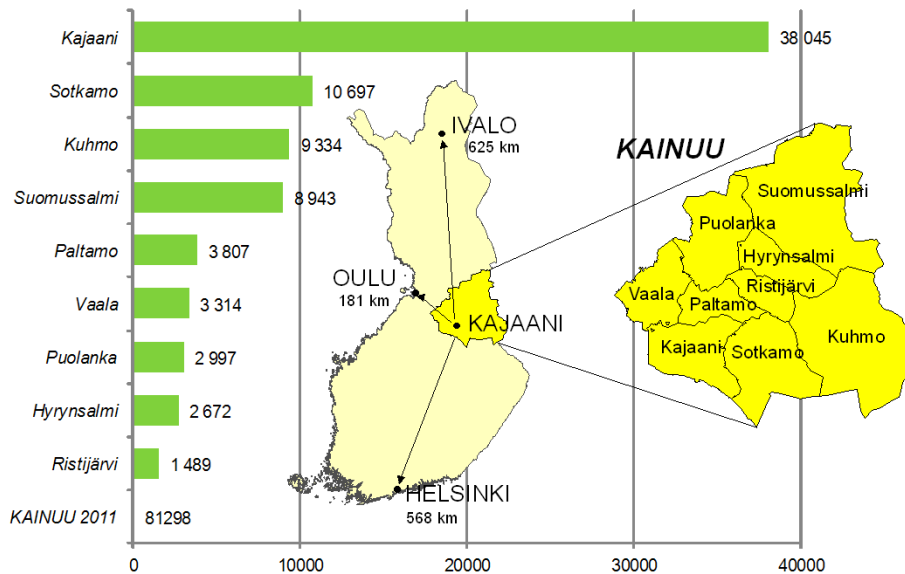 Kajaani
38 045
Sotkamo
10 697
Kuhmo
9 334
Suomussalmi
8 943
Paltamo
3 807
Vaala
3 314
Puolanka
2 997
Hyrynsalmi
2 672
Ristijärvi
1 489
KAINUU 2011
81298
0
10000
20000
30000
40000
IVALO
625 km
OULU
181 km
KAJAANI
HELSINKI
568 km
KAINUU
Suomussalmi
Puolanka
Hyrynsalmi
Ristijärvi
Vaala
Paltamo
Kuhmo
Kajaani
Sotkamo